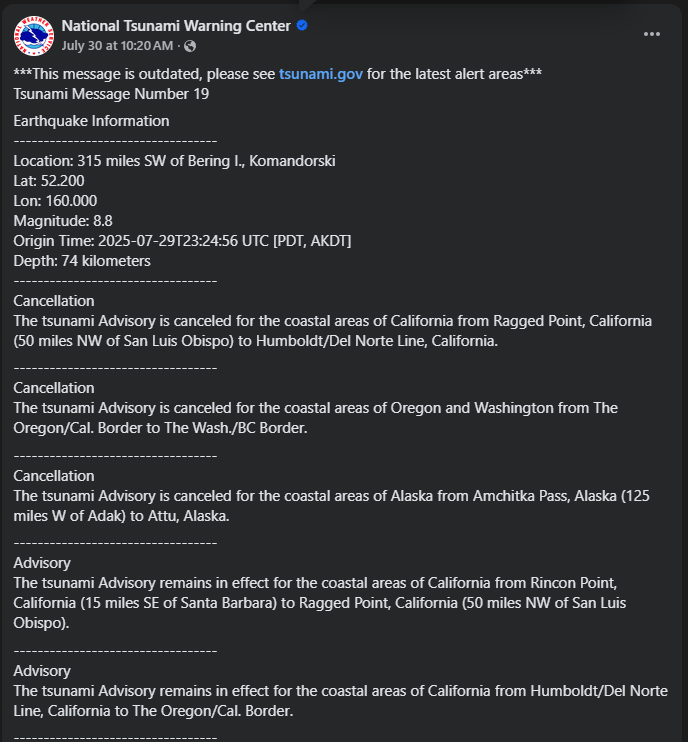 National Tsunami Warning Center
July 30 at 10:20 AM ·
***This message is outdated, please see tsunami.gov for the latest alert areas***
Tsunami Message Number 19
Earthquake Information
----------------------------------
Location: 315 miles SW of Bering I., Komandorski
Lat: 52.200
Lon: 160.000
Magnitude: 8.8
Origin Time: 2025-07-29T23:24:56 UTC [PDT, AKDT]
Depth: 74 kilometers
----------------------------------
Cancellation
The tsunami Advisory is canceled for the coastal areas of California from Ragged Point, California
(50 miles NW of San Luis Obispo) to Humboldt/Del Norte Line, California.
----------------------------------
Cancellation
The tsunami Advisory is canceled for the coastal areas of Oregon and Washington from The
Oregon/Cal. Border to The Wash./BC Border.
----------------------------------
Cancellation
The tsunami Advisory is canceled for the coastal areas of Alaska from Amchitka Pass, Alaska (125
miles W of Adak) to Attu, Alaska.
----------------------------------
Advisory
The tsunami Advisory remains in effect for the coastal areas of California from Rincon Point,
California (15 miles SE of Santa Barbara) to Ragged Point, California (50 miles NW of San Luis
Obispo).
----------------------------------
Advisory
The tsunami Advisory remains in effect for the coastal areas of California from Humboldt/Del Norte
Line, California to The Oregon/Cal. Border.
----------------------------------